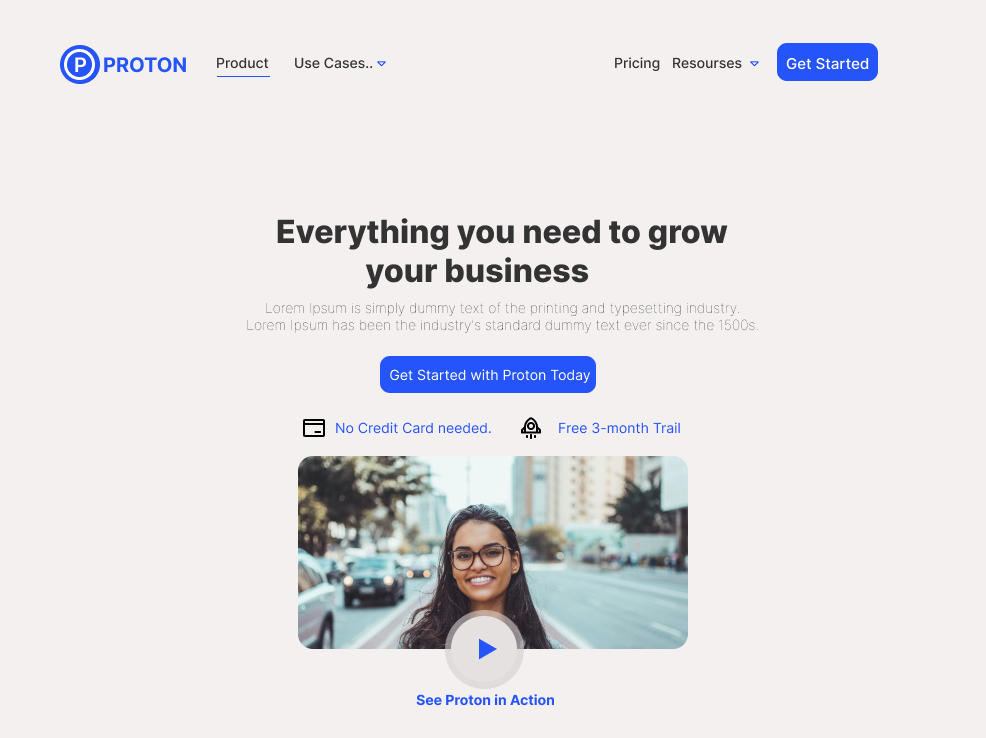 P PROTON
Product
Use Cases..
Pricing
Resourses
Get Started
Everything you need to grow
your business
Lorem Ipsum is simply dummy text of the printing and typesetting industry.
Lorem Ipsum has been the industry's standard dummy text ever since the 1500s.
Get Started with Proton Today
No Credit Card needed.
Free 3-month Trail
See Proton in Action